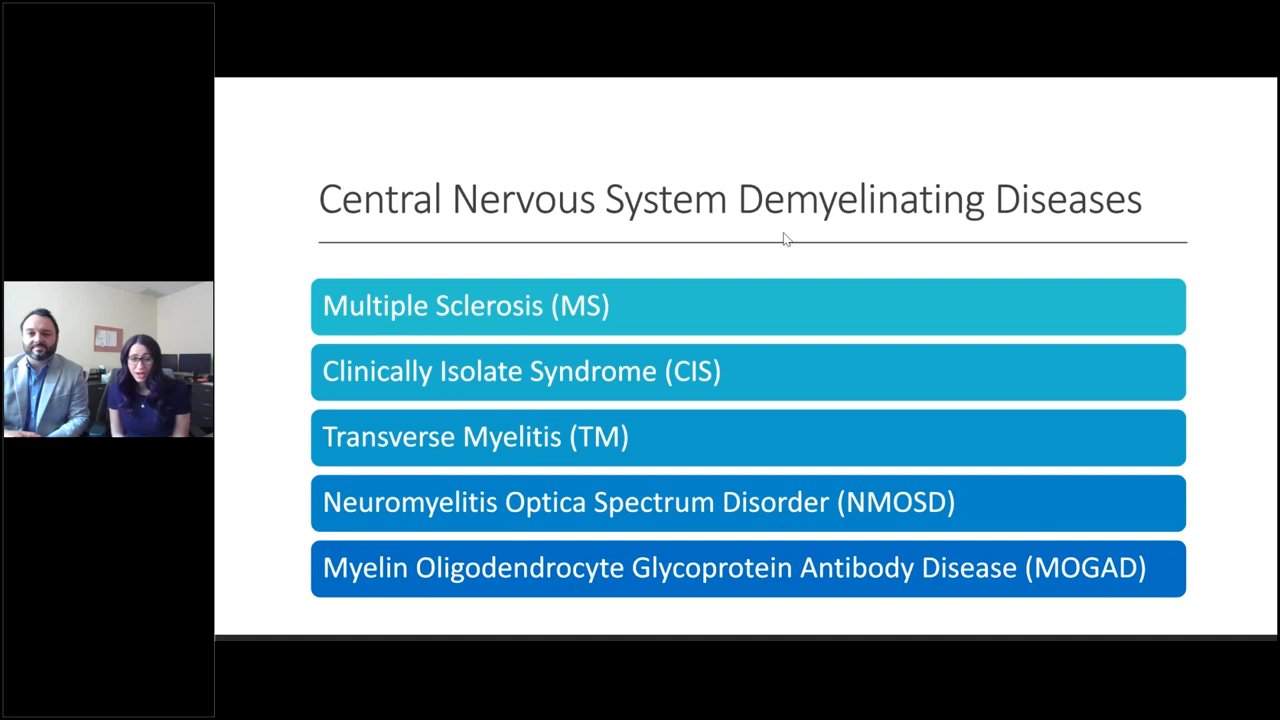 Central Nervous System Demyelinating Diseases
Multiple Sclerosis (MS)
Clinically Isolate Syndrome (CIS)
Transverse Myelitis (TM)
Neuromyelitis Optica Spectrum Disorder (NMOSD)
Myelin Oligodendrocyte Glycoprotein Antibody Disease (MOGAD)